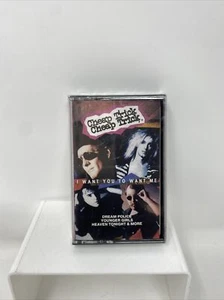 Cheap Trick
Cheap Trick.
I WANT YOU TO WANT ME
DREAM POLICE
YOUNGER GIRLS
HEAVEN TONIGHT & MORE